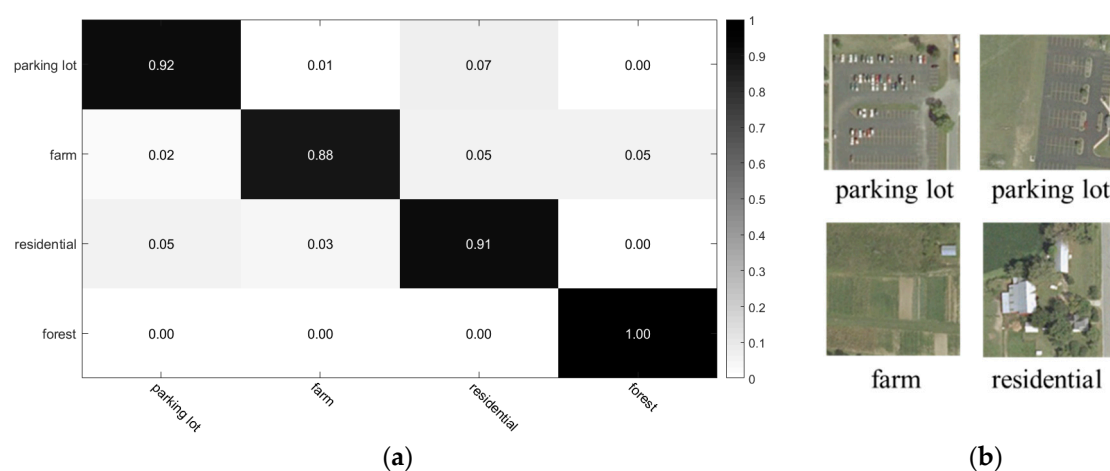 parking lot 0.92 0.01 0.07 0.00
farm 0.02 0.88 0.05 0.05
residential 0.05 0.03 0.91 0.00
forest 0.00 0.00 0.00 1.00
parking lot farm residential forest
1
0.9
0.8
0.7
0.6
0.5
0.4
0.3
0.2
0.1
0
(a)
parking lot parking lot
farm residential
(b)